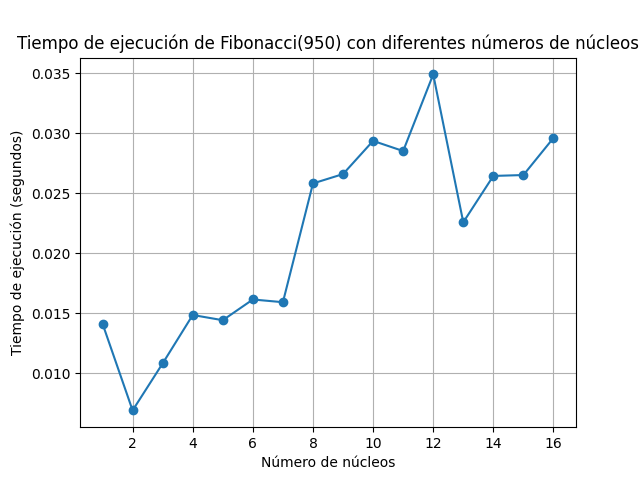 Tiempo de ejecución de Fibonacci(950) con diferentes números de núcleos
0.035
0.030
0.025
0.020
0.015
0.010
Tiempo de ejecución (segundos)
2 4 6 8 10 12 14 16
Número de núcleos